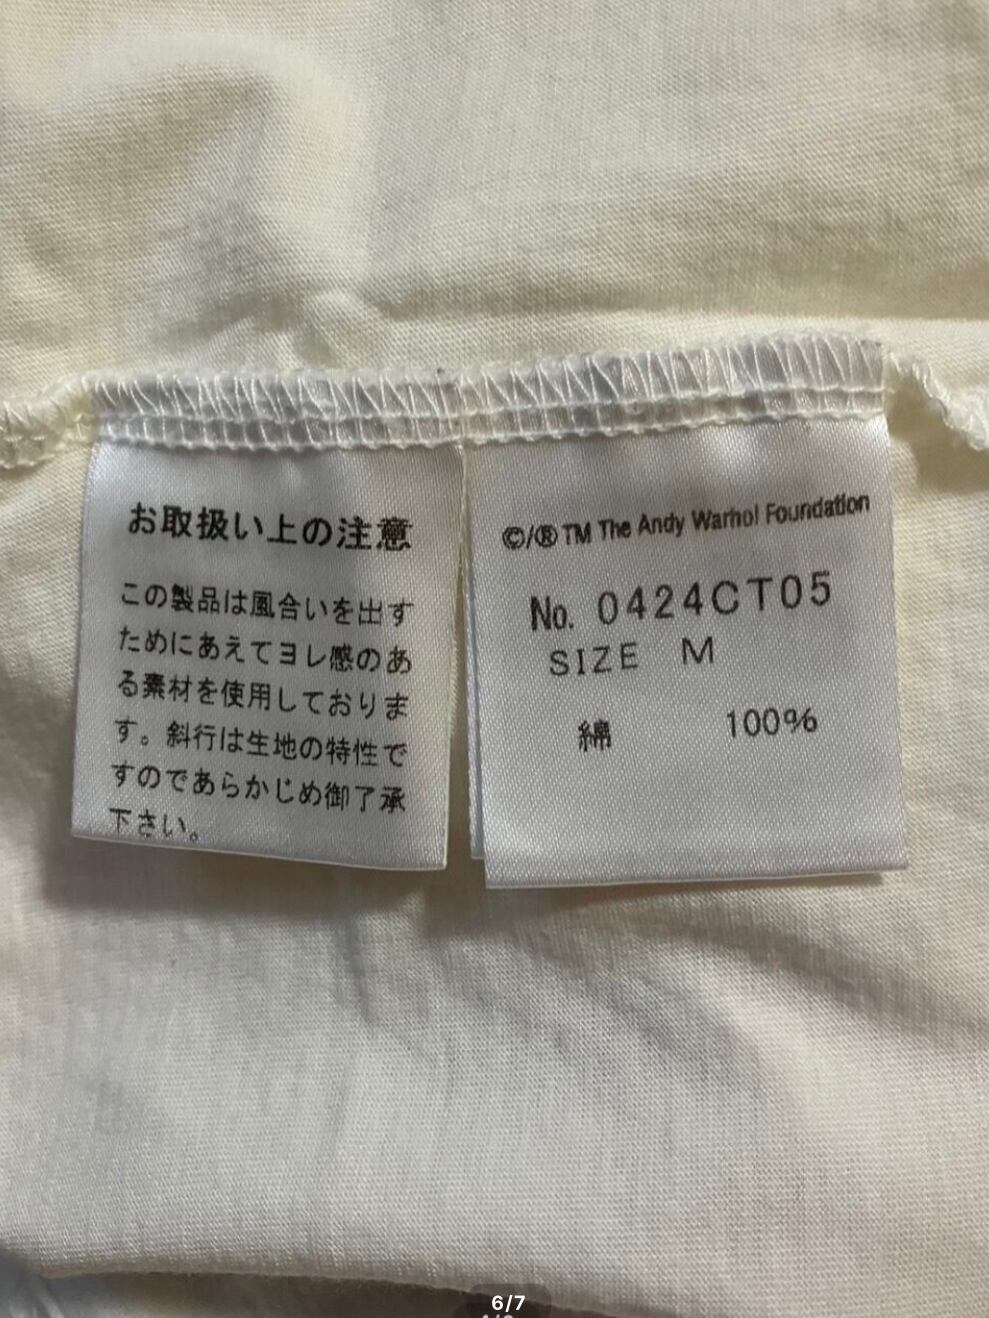 お取扱い上の注意
この製品は風合いを出す
ためにあえてヨレ感のあ
る素材を使用しておりま
す。斜行は生地の特性で
すのであらかじめ御了承
下さい。
©/® TM The Andy Warhol Foundation
No. 0424CT05
SIZE M
綿 100%
6/7